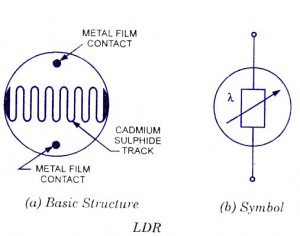 METAL FILM
CONTACT
λ
CADMIUM
SULPHIDE
TRACK
METAL FILM
CONTACT
(a) Basic Structure
(b) Symbol
LDR